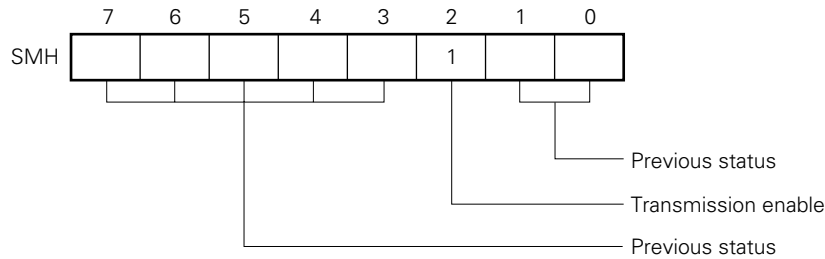 7 6 5 4 3 2 1 0
SMH 1
Previous status
Transmission enable
Previous status